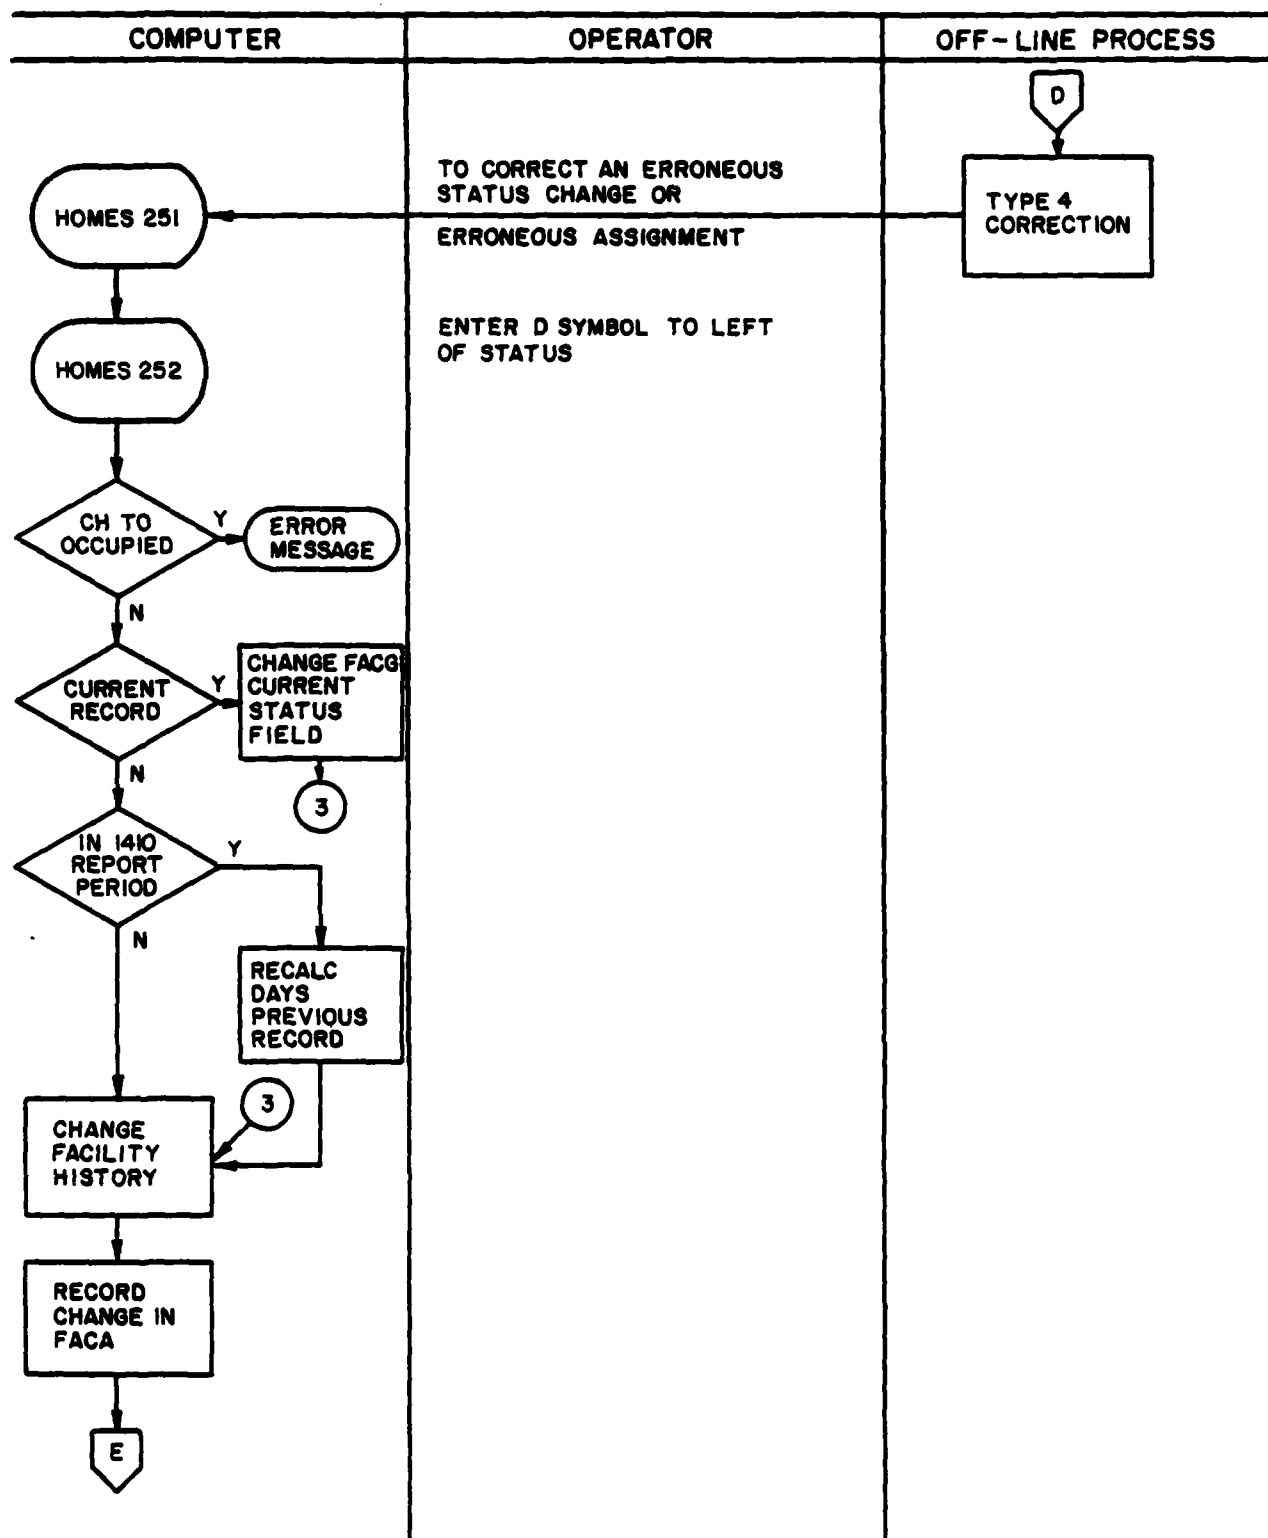 COMPUTER
OPERATOR
OFF-LINE PROCESS
D
TYPE 4
CORRECTION
TO CORRECT AN ERRONEOUS
STATUS CHANGE OR
ERRONEOUS ASSIGNMENT
HOMES 251
ENTER D SYMBOL TO LEFT
OF STATUS
HOMES 252
CH TO
OCCUPIED
Y
ERROR
MESSAGE
N
CURRENT
RECORD
Y
CHANGE FACG
CURRENT
STATUS
FIELD
N
3
IN 1410
REPORT
PERIOD
Y
N
RECALC
DAYS
PREVIOUS
RECORD
3
CHANGE
FACILITY
HISTORY
RECORD
CHANGE IN
FACA
E